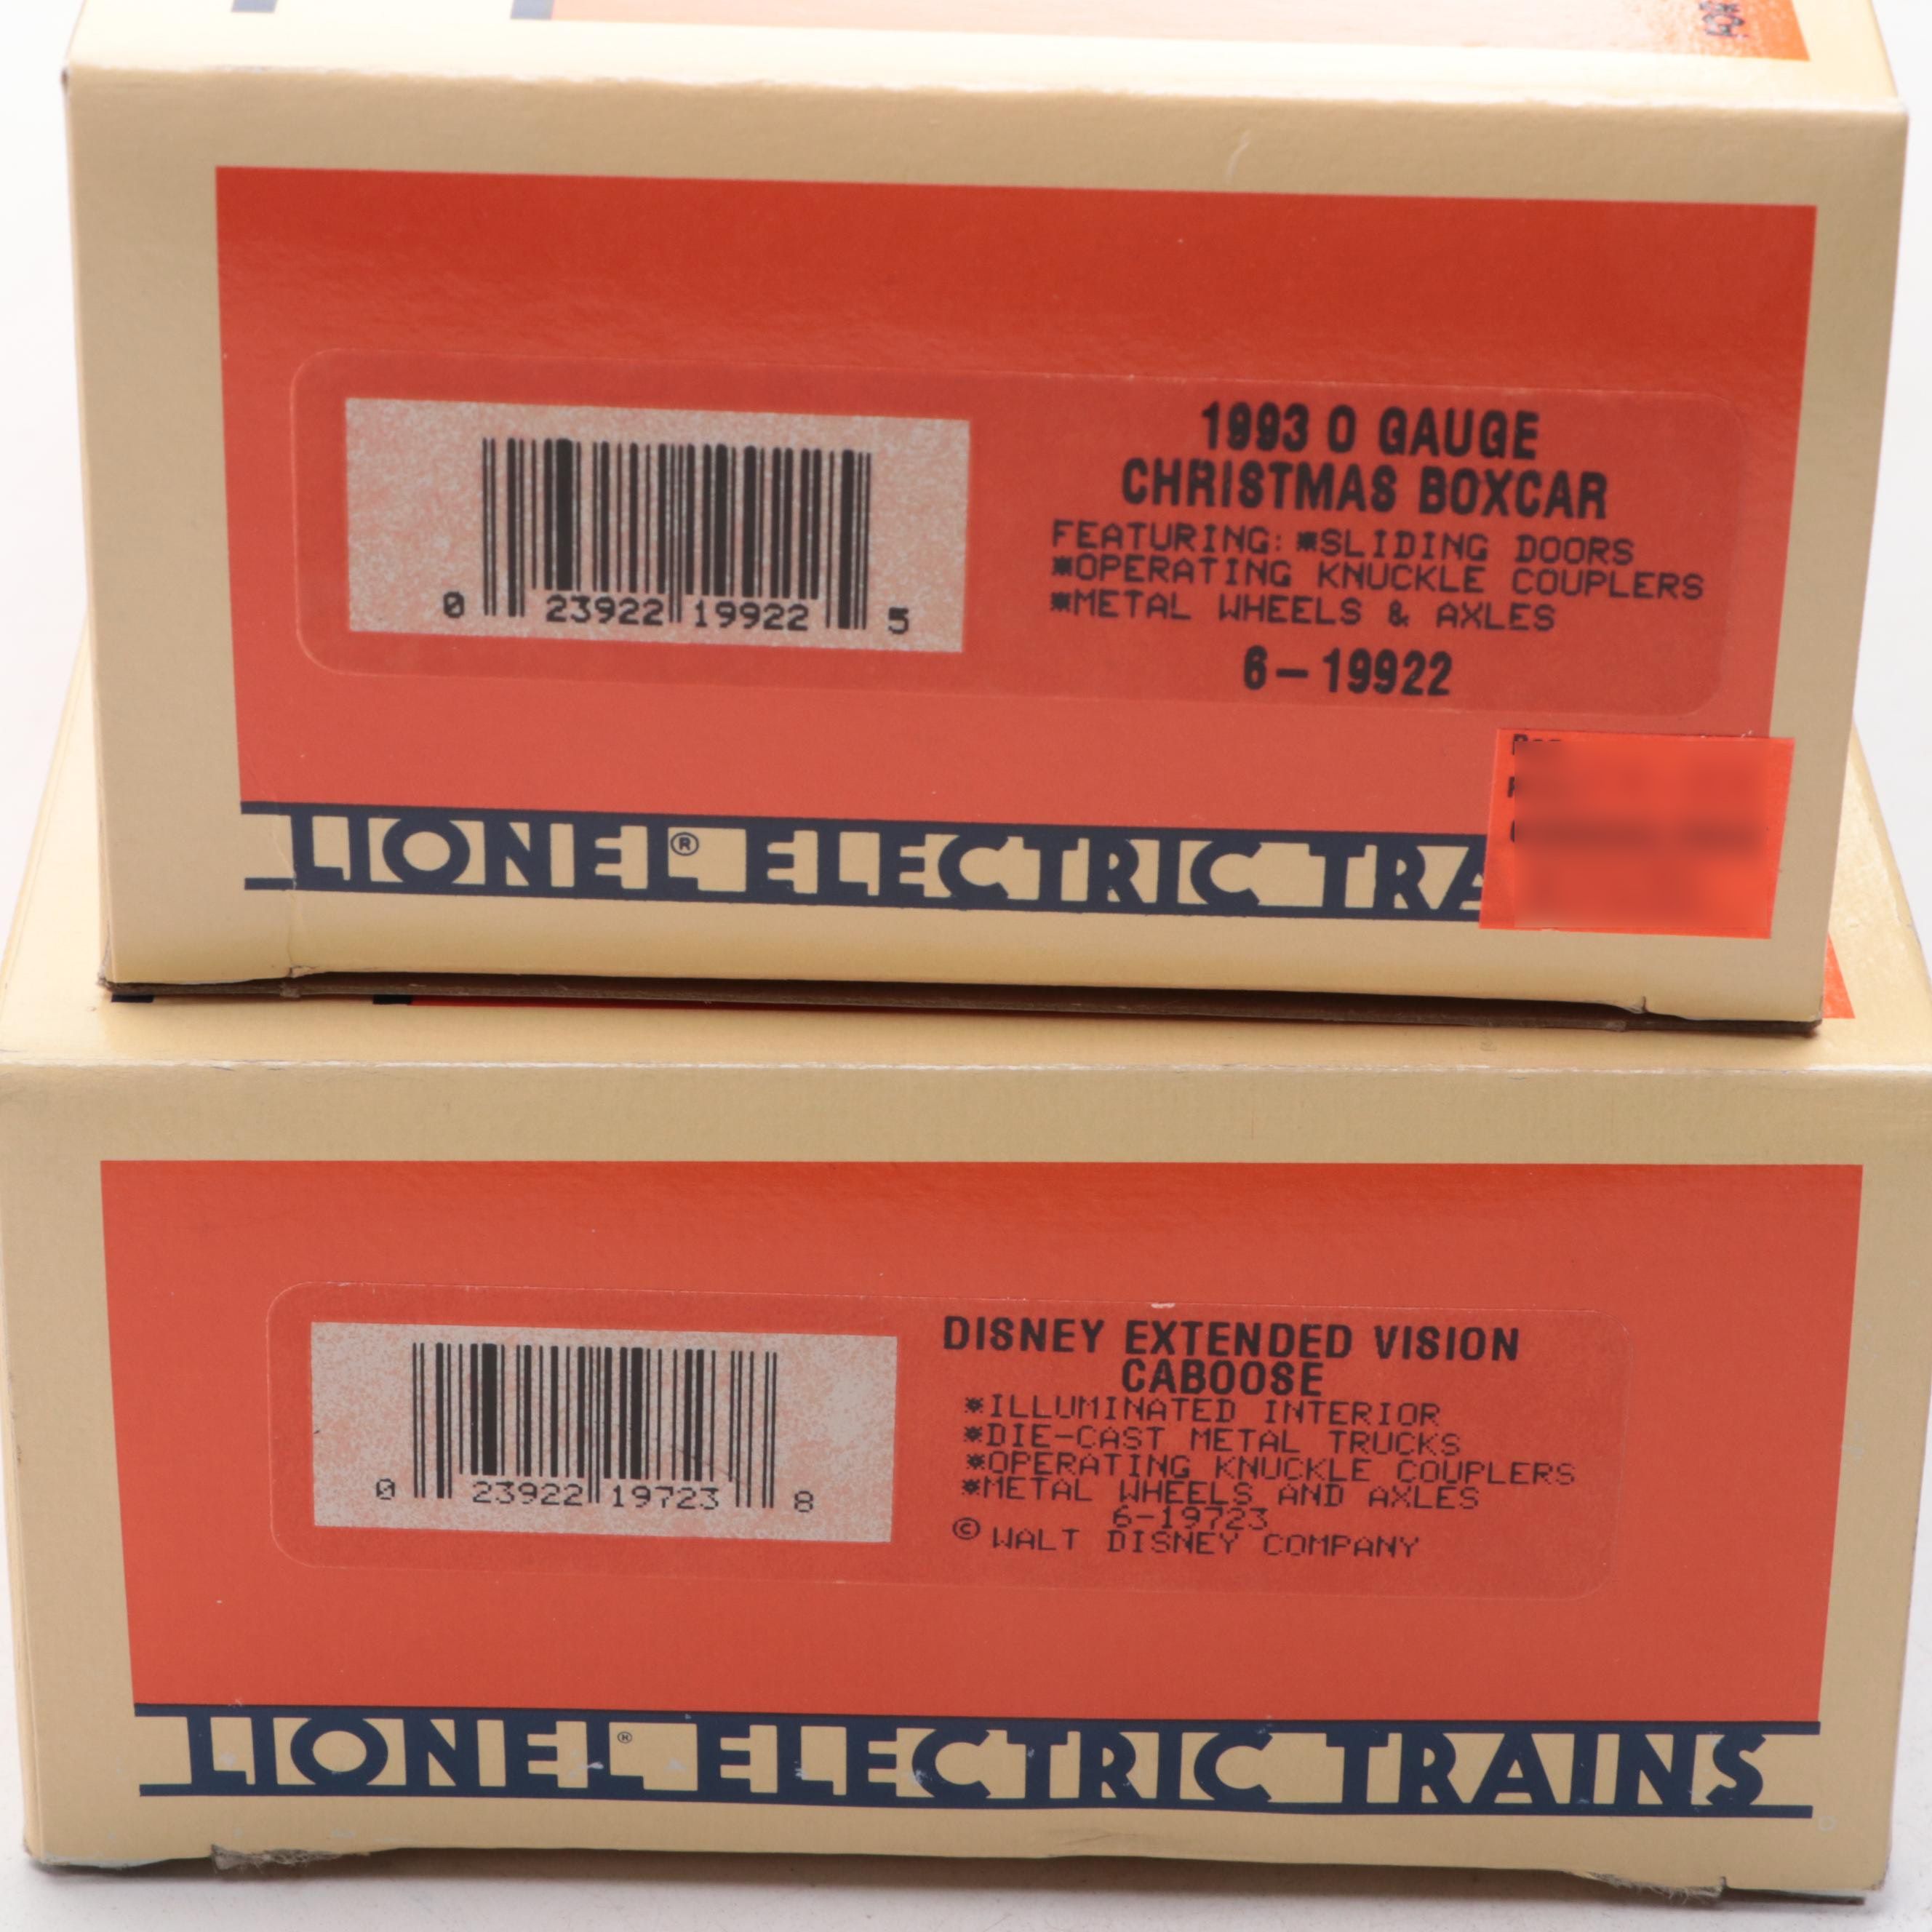 1993 O GAUGE
CHRISTMAS BOXCAR
FEATURING: *SLIDING DOORS
*OPERATING KNUCKLE COUPLERS
*METAL WHEELS & AXLES
6-19922
0 23922 19922 5
LIONEL® ELECTRIC TRA
DISNEY EXTENDED VISION
CABOOSE
*ILLUMINATED INTERIOR
*DIE-CAST METAL TRUCKS
*OPERATING KNUCKLE COUPLERS
*METAL WHEELS AND AXLES
6-19723
© WALT DISNEY COMPANY
0 23922 19723 8
LIONEL® ELECTRIC TRAINS